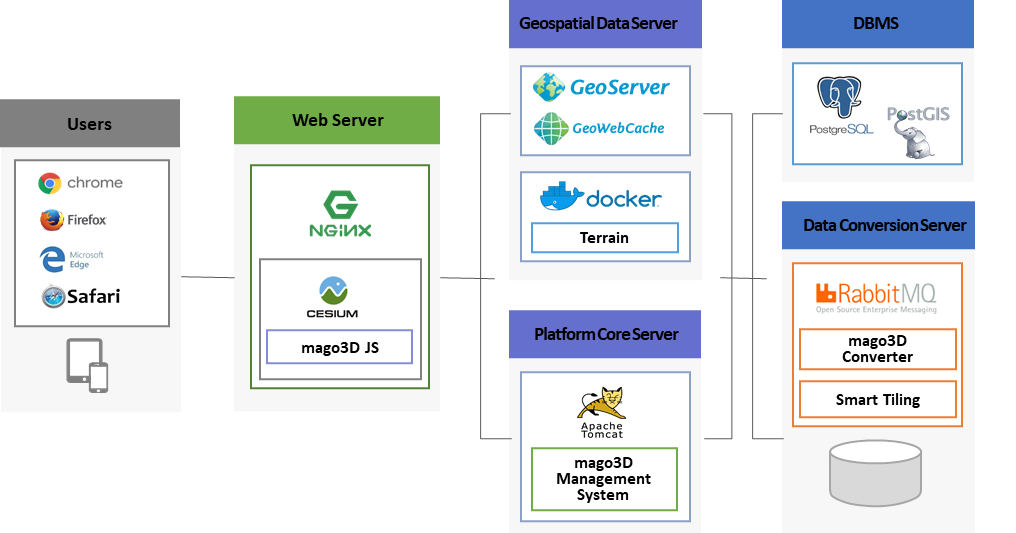 Users
chrome
Firefox
Microsoft
Edge
Safari
Web Server
NGINX
CESIUM
mago3D JS
Geospatial Data Server
GeoServer
GeoWebCache
docker
Terrain
Platform Core Server
Apache
Tomcat
mago3D
Management
System
DBMS
PostgreSQL
PostGIS
Data Conversion Server
RabbitMQ
Open Source Enterprise Messaging
mago3D
Converter
Smart Tiling